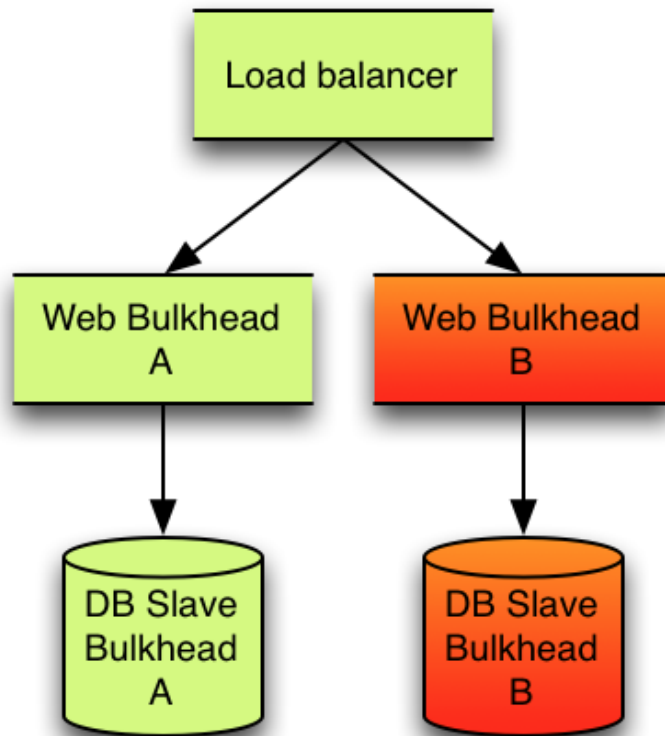 Load balancer
Web Bulkhead
A
Web Bulkhead
B
DB Slave
Bulkhead
A
DB Slave
Bulkhead
B